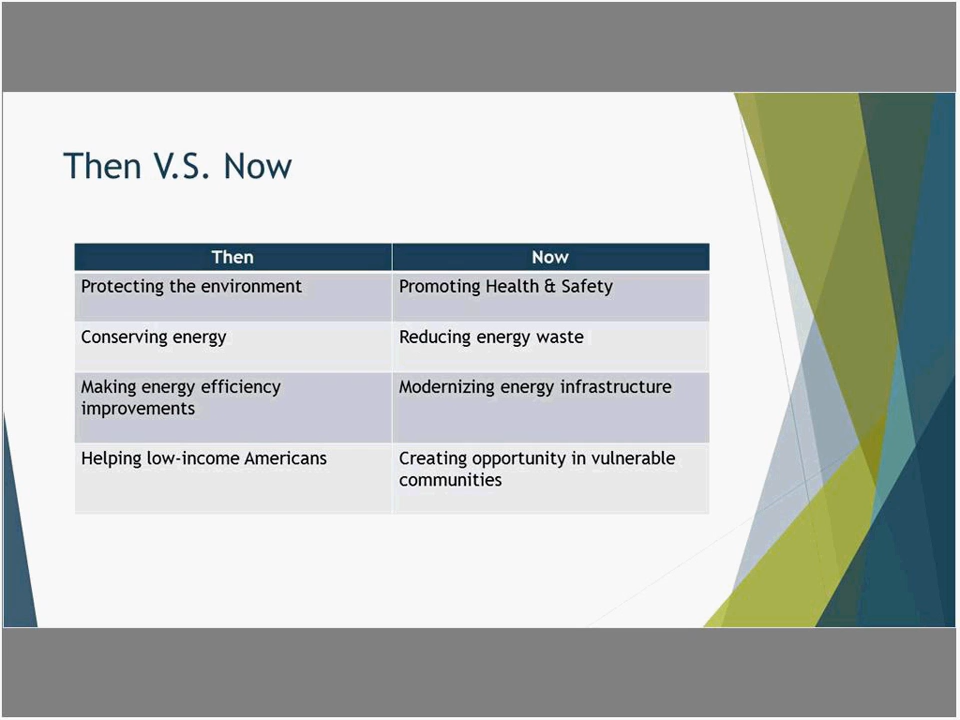 Then V.S. Now
Then Now
Protecting the environment Promoting Health & Safety
Conserving energy Reducing energy waste
Making energy efficiency Modernizing energy infrastructure
improvements
Helping low-income Americans Creating opportunity in vulnerable
communities